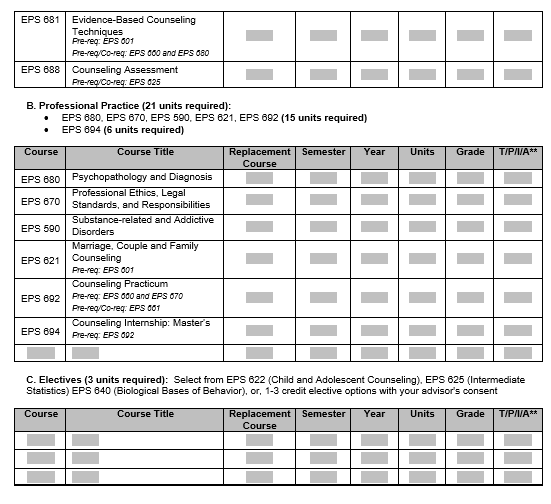 EPS 681 Evidence-Based Counseling
Techniques
Pre-req: EPS 601
Pre-req/Co-req: EPS 660 and EPS 680
EPS 688 Counseling Assessment
Pre-req/Co-req: EPS 625
B. Professional Practice (21 units required):
• EPS 680, EPS 670, EPS 590, EPS 621, EPS 692 (15 units required)
• EPS 694 (6 units required)
Course Course Title Replacement Semester Year Units Grade T/P/I/A**
Course
EPS 680 Psychopathology and Diagnosis
EPS 670 Professional Ethics, Legal
Standards, and Responsibilities
EPS 590 Substance-related and Addictive
Disorders
EPS 621 Marriage, Couple and Family
Counseling
Pre-req: EPS 601
EPS 692 Counseling Practicum
Pre-req: EPS 660 and EPS 670
Pre-req/Co-req: EPS 661
EPS 694 Counseling Internship: Master's
Pre-req: EPS 692
C. Electives (3 units required): Select from EPS 622 (Child and Adolescent Counseling), EPS 625 (Intermediate
Statistics) EPS 640 (Biological Bases of Behavior), or, 1-3 credit elective options with your advisor's consent
Course Course Title Replacement Semester Year Units Grade T/P/I/A**
Course